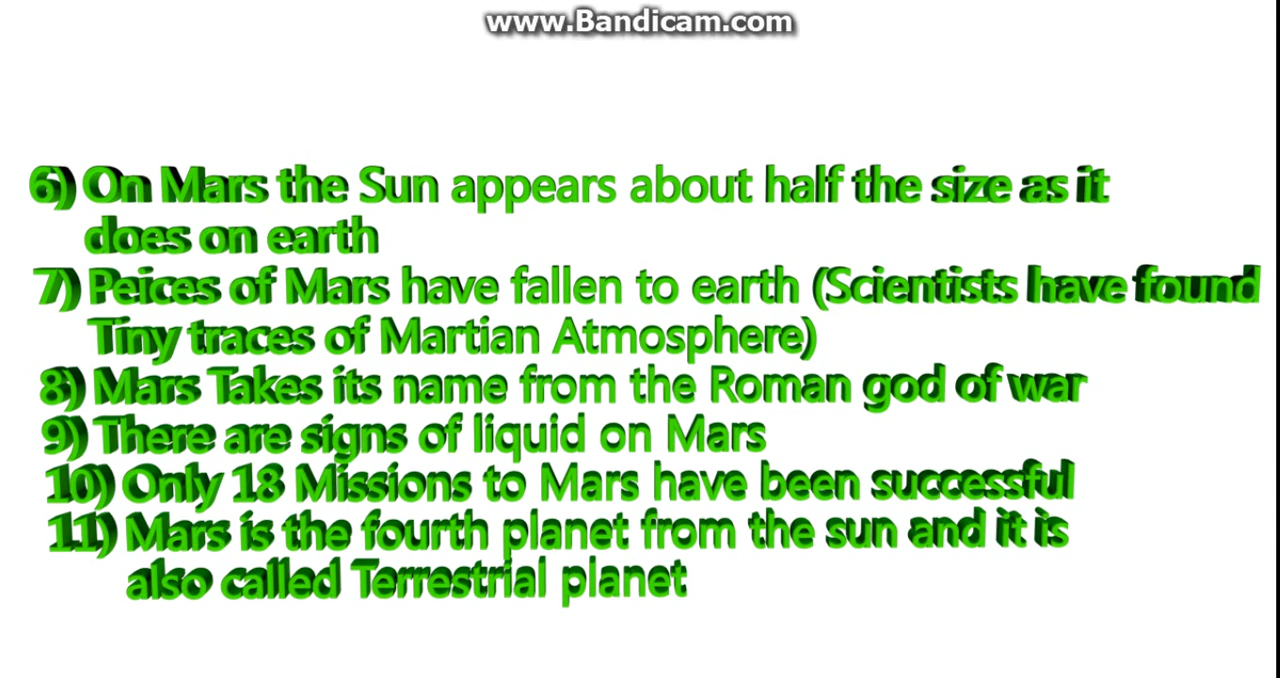 www.Bandicam.com
6) On Mars the Sun appears about half the size as it
does on earth
7) Peices of Mars have fallen to earth (Scientists have found
Tiny traces of Martian Atmosphere)
8) Mars Takes its name from the Roman god of war
9) There are signs of liquid on Mars
10) Only 18 Missions to Mars have been successful
11) Mars is the fourth planet from the sun and it is
also called Terrestrial planet